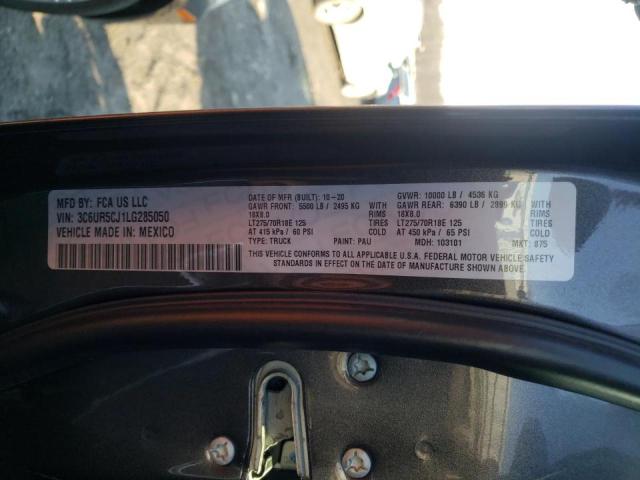 MFD BY: FCA US LLC
VIN: 3C6UR5CJ1LG285050
VEHICLE MADE IN: MEXICO
DATE OF MFR (BUILT): 10-20
GAWR FRONT: 5500 LB / 2495 KG WITH
18X8.0 TIRES
LT275/70R18E 125 RIMS
AT 415 kPa / 60 PSI COLD
TYPE: TRUCK PAINT: PAU
GVWR: 10000 LB / 4536 KG
GAWR REAR: 6390 LB / 2899 KG WITH
18X8.0 TIRES
LT275/70R18E 125
AT 450 kPa / 65 PSI COLD
MDH: 103101 MKT: 875
THIS VEHICLE CONFORMS TO ALL APPLICABLE U.S.A. FEDERAL MOTOR VEHICLE SAFETY
STANDARDS IN EFFECT ON THE DATE OF MANUFACTURE SHOWN ABOVE.